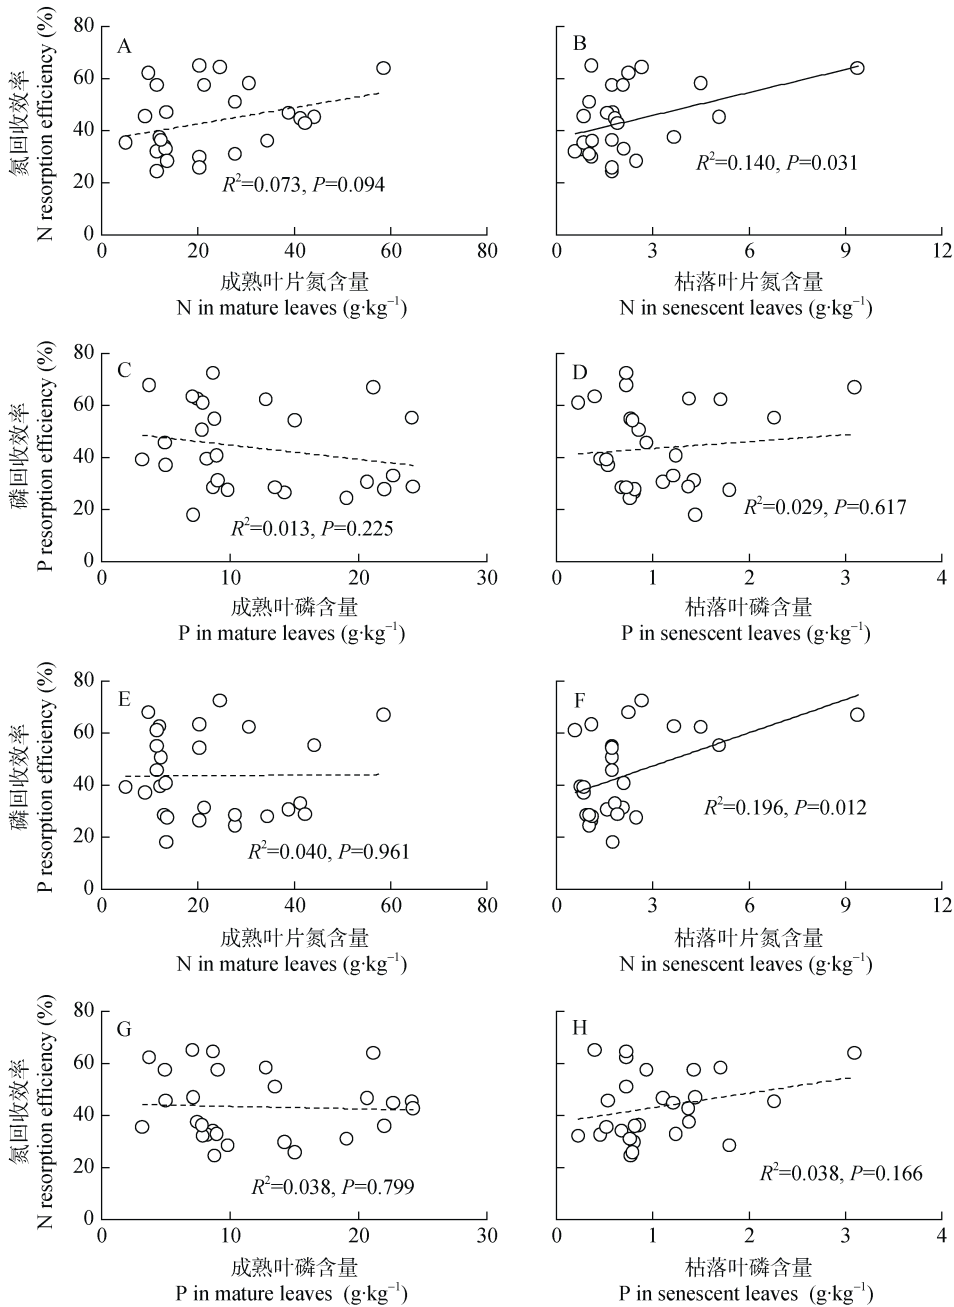 氮回收效率
N resorption efficiency (%)
80
60
40
20
0
A
R²=0.073, P=0.094
0 20 40 60 80
成熟叶片氮含量
N in mature leaves (g·kg⁻¹)
B
R²=0.140, P=0.031
0 3 6 9 12
枯落叶片氮含量
N in senescent leaves (g·kg⁻¹)
磷回收效率
P resorption efficiency (%)
80
60
40
20
0
C
R²=0.013, P=0.225
0 10 20 30
成熟叶磷含量
P in mature leaves (g·kg⁻¹)
D
R²=0.029, P=0.617
0 1 2 3 4
枯落叶磷含量
P in senescent leaves (g·kg⁻¹)
磷回收效率
P resorption efficiency (%)
80
60
40
20
0
E
R²=0.040, P=0.961
0 20 40 60 80
成熟叶片氮含量
N in mature leaves (g·kg⁻¹)
F
R²=0.196, P=0.012
0 3 6 9 12
枯落叶片氮含量
N in senescent leaves (g·kg⁻¹)
氮回收效率
N resorption efficiency (%)
80
60
40
20
0
G
R²=0.038, P=0.799
0 10 20 30
成熟叶磷含量
P in mature leaves (g·kg⁻¹)
H
R²=0.038, P=0.166
0 1 2 3 4
枯落叶磷含量
P in senescent leaves (g·kg⁻¹)